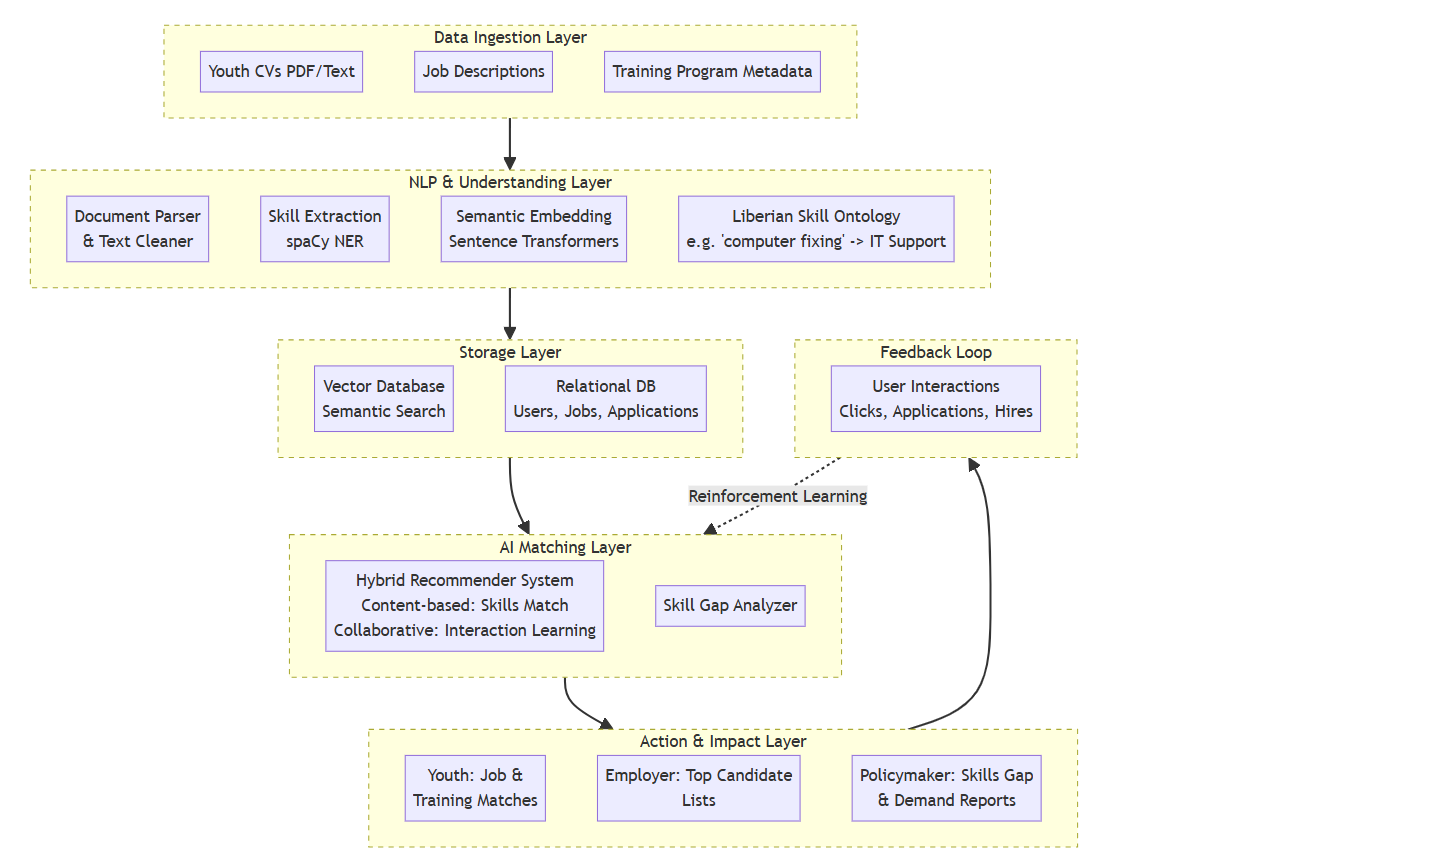 Data Ingestion Layer
Youth CVs PDF/Text
Job Descriptions
Training Program Metadata
NLP & Understanding Layer
Document Parser
& Text Cleaner
Skill Extraction
spaCy NER
Semantic Embedding
Sentence Transformers
Liberian Skill Ontology
e.g. 'computer fixing' -> IT Support
Storage Layer
Vector Database
Semantic Search
Relational DB
Users, Jobs, Applications
Feedback Loop
User Interactions
Clicks, Applications, Hires
Reinforcement Learning
AI Matching Layer
Hybrid Recommender System
Content-based: Skills Match
Collaborative: Interaction Learning
Skill Gap Analyzer
Action & Impact Layer
Youth: Job &
Training Matches
Employer: Top Candidate
Lists
Policymaker: Skills Gap
& Demand Reports